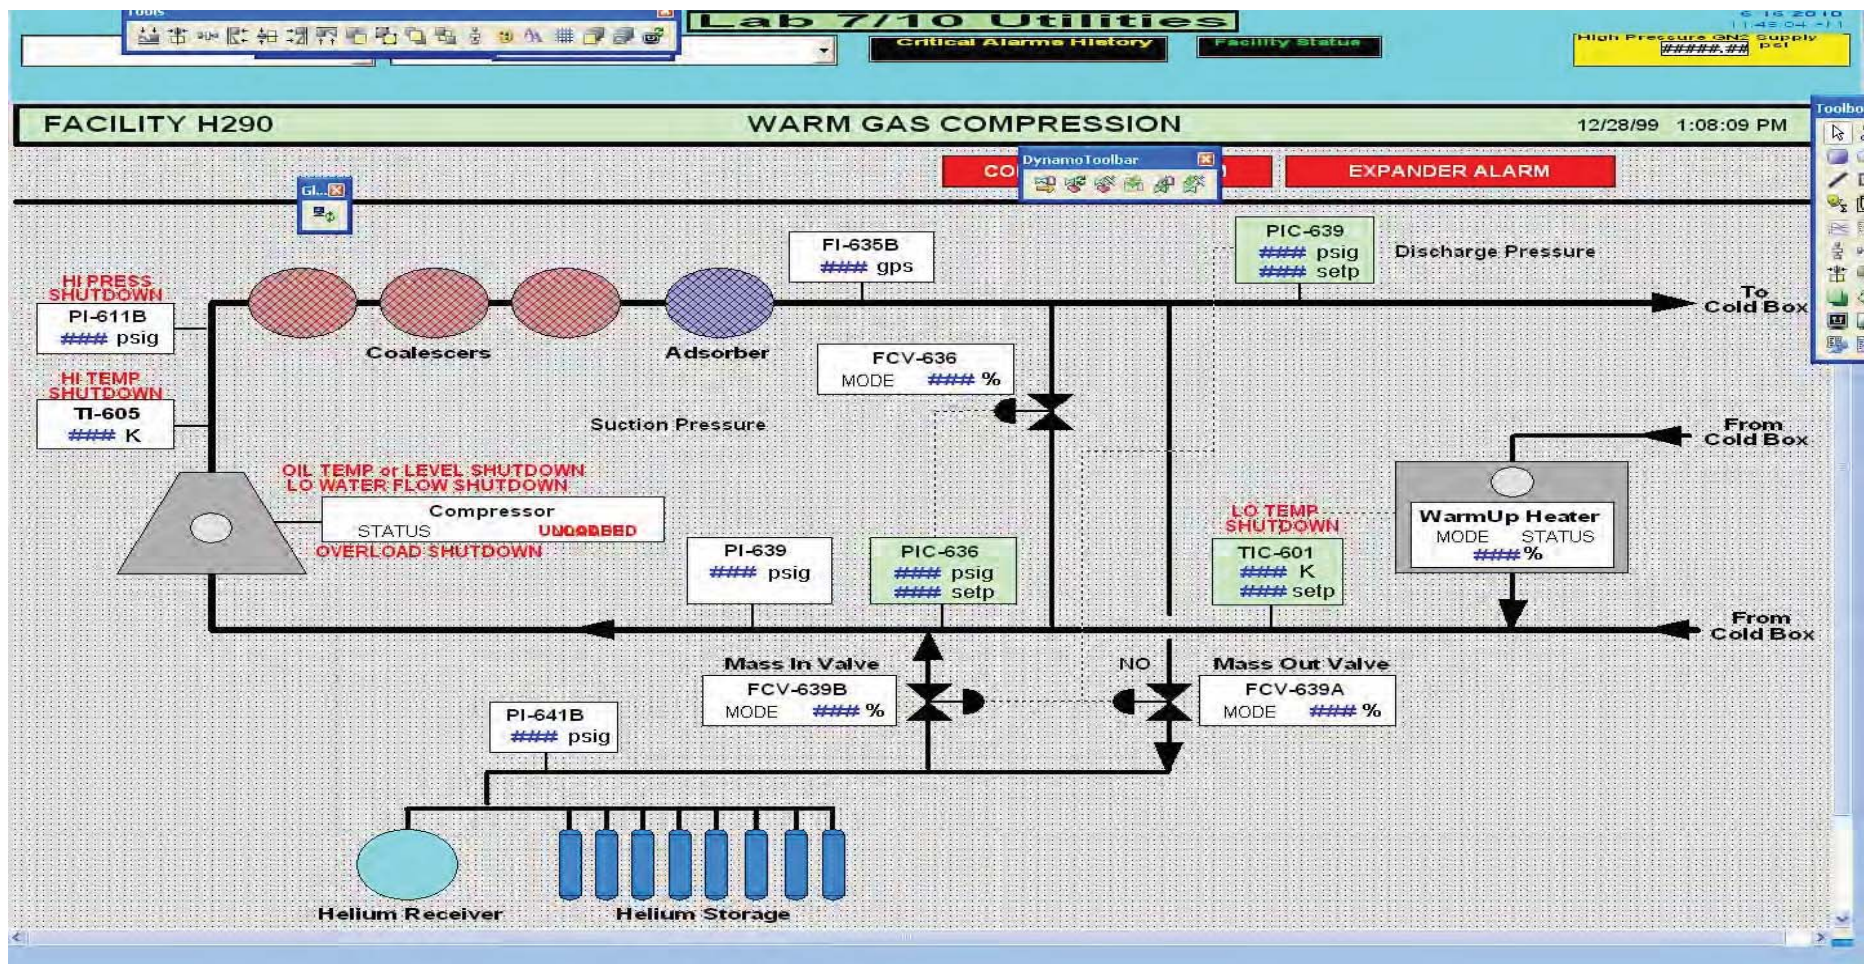 Tools
Lab 7/10 Utilities
Critical Alarms History
Facility Status
High Pressure GN2 Supply
#####.## psi
Toolbo
FACILITY H290
WARM GAS COMPRESSION
12/28/99 1:08:09 PM
DynamoToolbar
EXPANDER ALARM
Gl...
FI-635B
### gps
PIC-639
### psig
### setp
Discharge Pressure
HI PRESS
SHUTDOWN
PI-611B
### psig
To
Cold Box
Coalescers
Adsorber
FCV-636
MODE ### %
HI TEMP
SHUTDOWN
TI-605
### K
Suction Pressure
From
Cold Box
OIL TEMP or LEVEL SHUTDOWN
LO WATER FLOW SHUTDOWN
Compressor
STATUS
OVERLOAD SHUTDOWN
LO TEMP
SHUTDOWN
WarmUp Heater
MODE STATUS
### %
PI-639
### psig
PIC-636
### psig
### setp
TIC-601
### K
### setp
From
Cold Box
Mass In Valve
NO
Mass Out Valve
FCV-639B
MODE ### %
FCV-639A
MODE ### %
PI-641B
### psig
Helium Receiver
Helium Storage